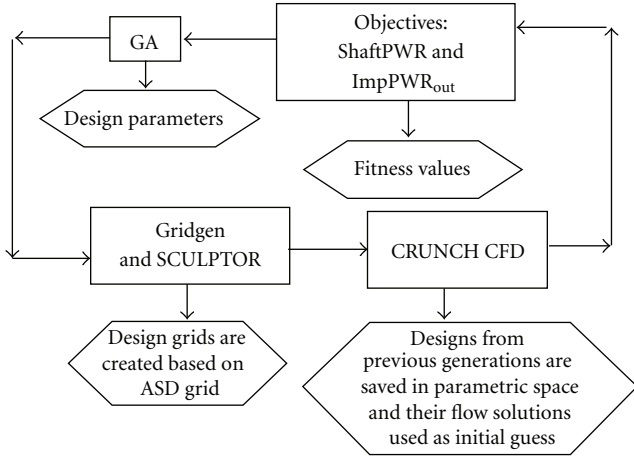 GA
Objectives:
ShaftPWR and
ImpPWRout
Design parameters
Fitness values
Gridgen
and SCULPTOR
CRUNCH CFD
Design grids are
created based on
ASD grid
Designs from
previous generations are
saved in parametric space
and their flow solutions
used as initial guess